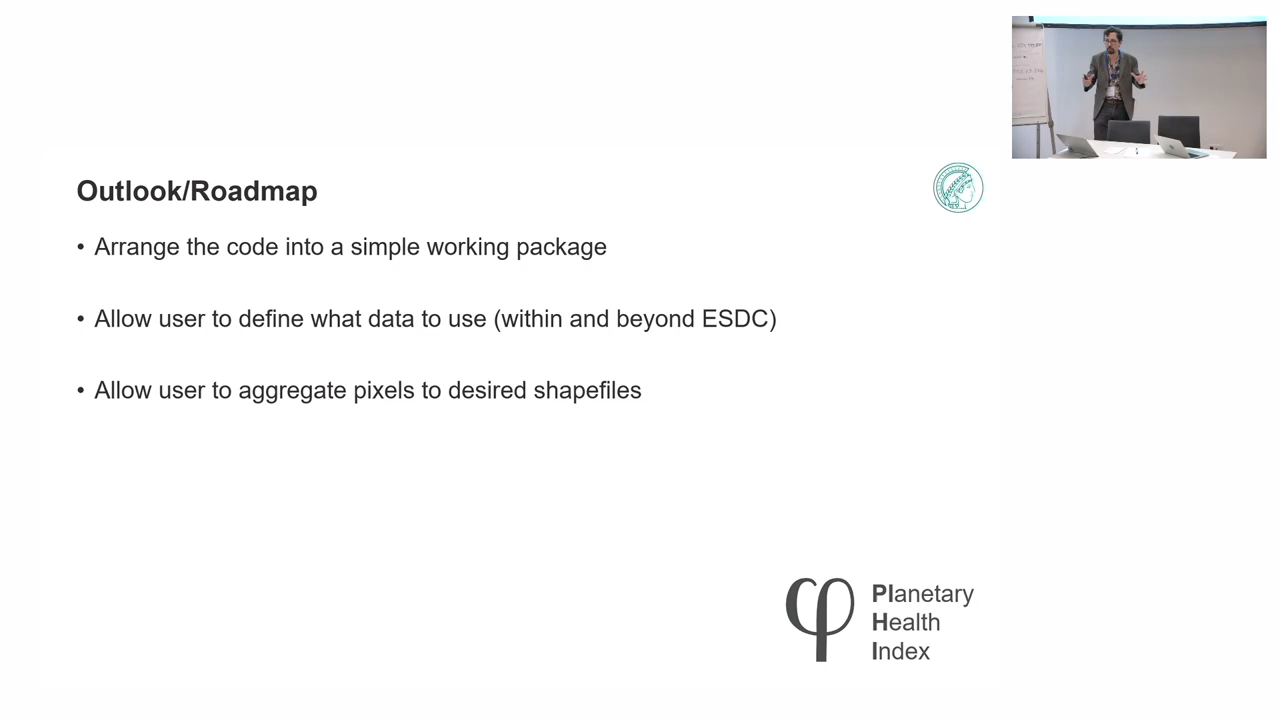 Outlook/Roadmap
• Arrange the code into a simple working package
• Allow user to define what data to use (within and beyond ESDC)
• Allow user to aggregate pixels to desired shapefiles
φ Planetary
Health
Index